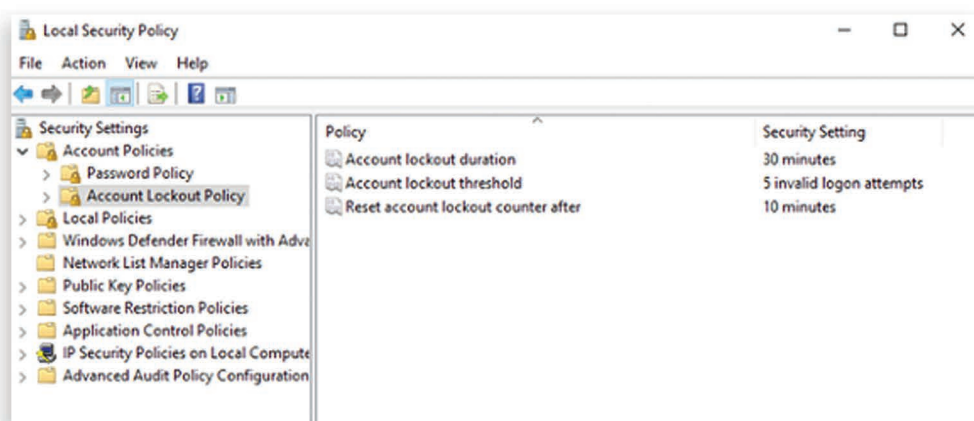 Local Security Policy
File Action View Help
Security Settings
Account Policies
Password Policy
Account Lockout Policy
Local Policies
Windows Defender Firewall with Adva
Network List Manager Policies
Public Key Policies
Software Restriction Policies
Application Control Policies
IP Security Policies on Local Compute
Advanced Audit Policy Configuration
Policy Security Setting
Account lockout duration 30 minutes
Account lockout threshold 5 invalid logon attempts
Reset account lockout counter after 10 minutes